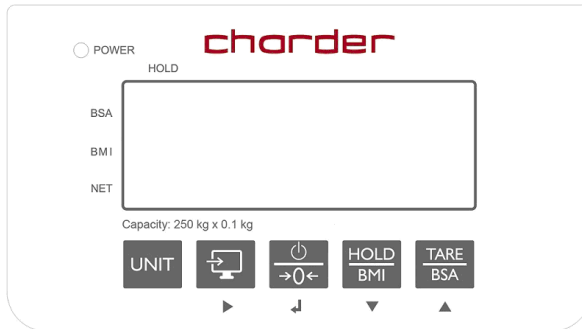 charder
POWER
HOLD
BSA
BMI
NET
Capacity: 250 kg x 0.1 kg
UNIT
→0←
HOLD
BMI
TARE
BSA